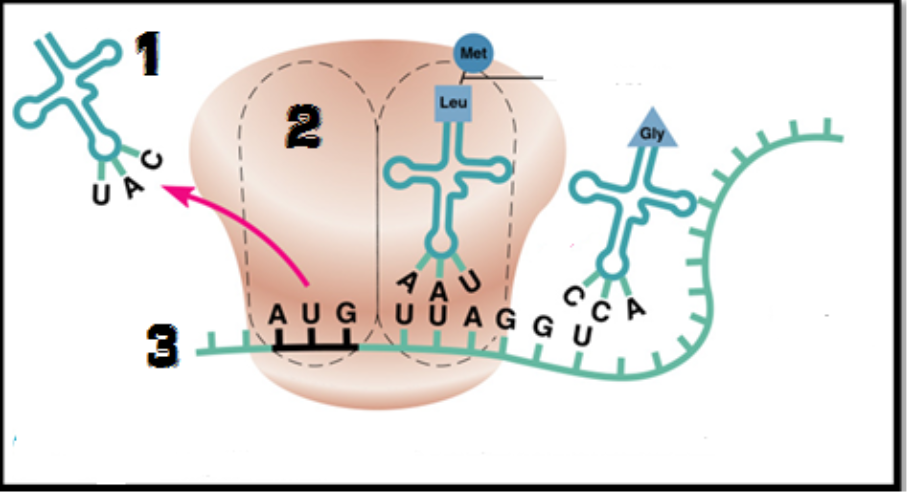 1
Met
2
Leu
Gly
U A C
A A U
C C A
A U G U U A G G U
3